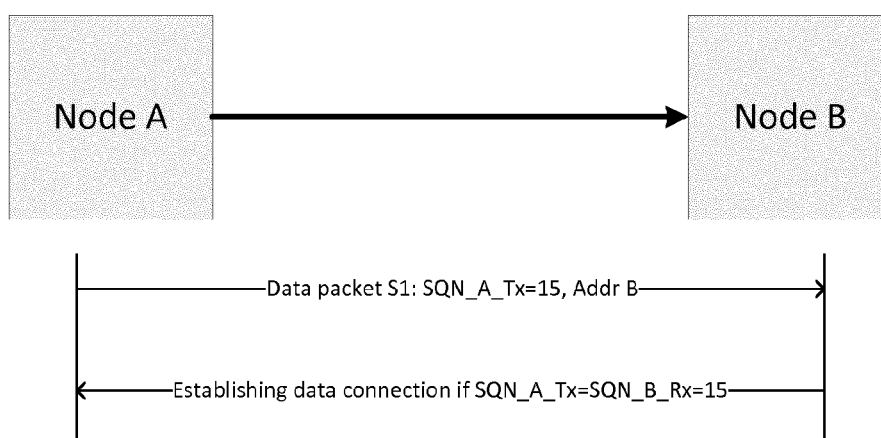 Node A
Node B
Data packet S1: SQN_A_Tx=15, Addr B
Establishing data connection if SQN_A_Tx=SQN_B_Rx=15